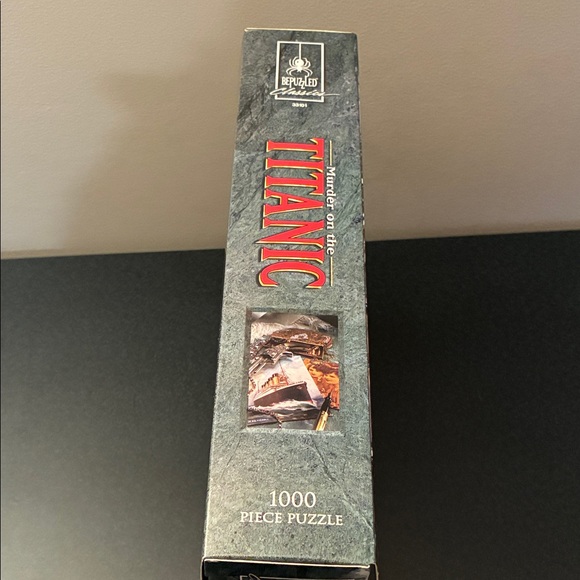 BEPUZZLED
Classics
33101
Murder on the
TITANIC
1000
PIECE PUZZLE